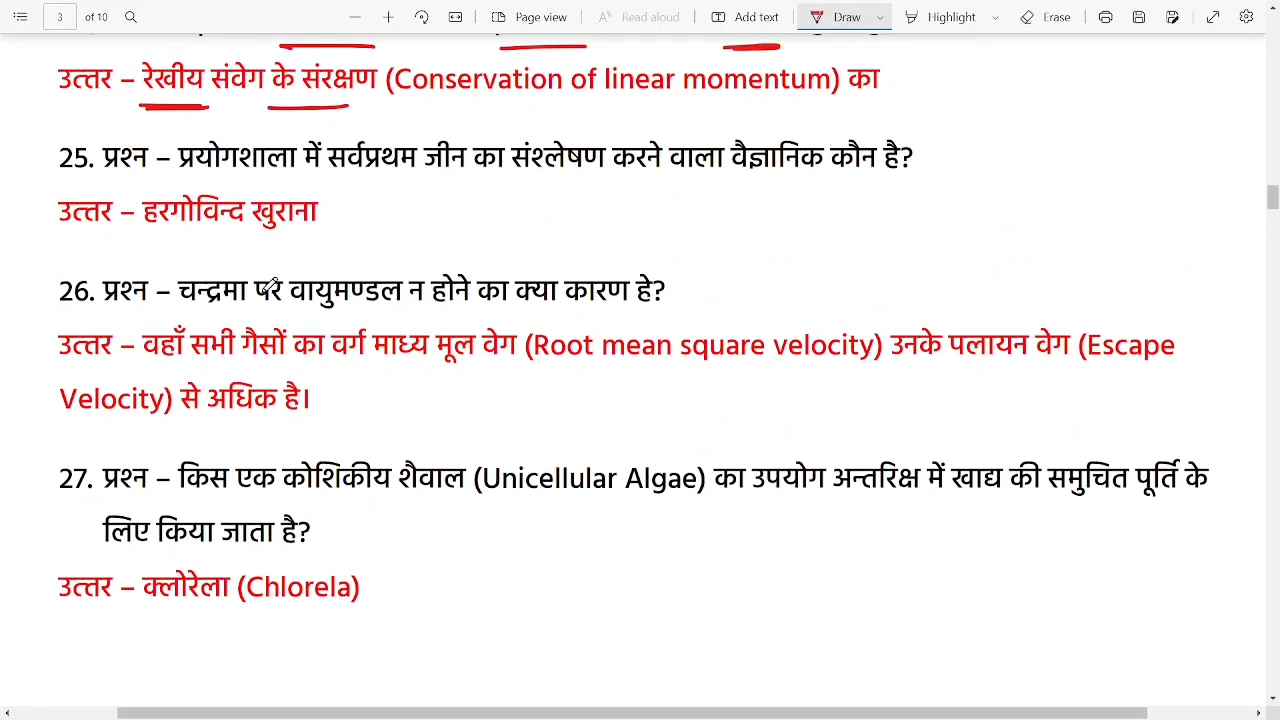 3 of 10 Page view Read aloud Add text Draw Highlight Erase
उत्तर – रेखीय संवेग के संरक्षण (Conservation of linear momentum) का
25. प्रश्न – प्रयोगशाला में सर्वप्रथम जीन का संश्लेषण करने वाला वैज्ञानिक कौन है?
उत्तर – हरगोविन्द खुराना
26. प्रश्न – चन्द्रमा पर वायुमण्डल न होने का क्या कारण हे?
उत्तर – वहाँ सभी गैसों का वर्ग माध्य मूल वेग (Root mean square velocity) उनके पलायन वेग (Escape
Velocity) से अधिक है।
27. प्रश्न – किस एक कोशिकीय शैवाल (Unicellular Algae) का उपयोग अन्तरिक्ष में खाद्य की समुचित पूर्ति के
लिए किया जाता है?
उत्तर – क्लोरेला (Chlorela)